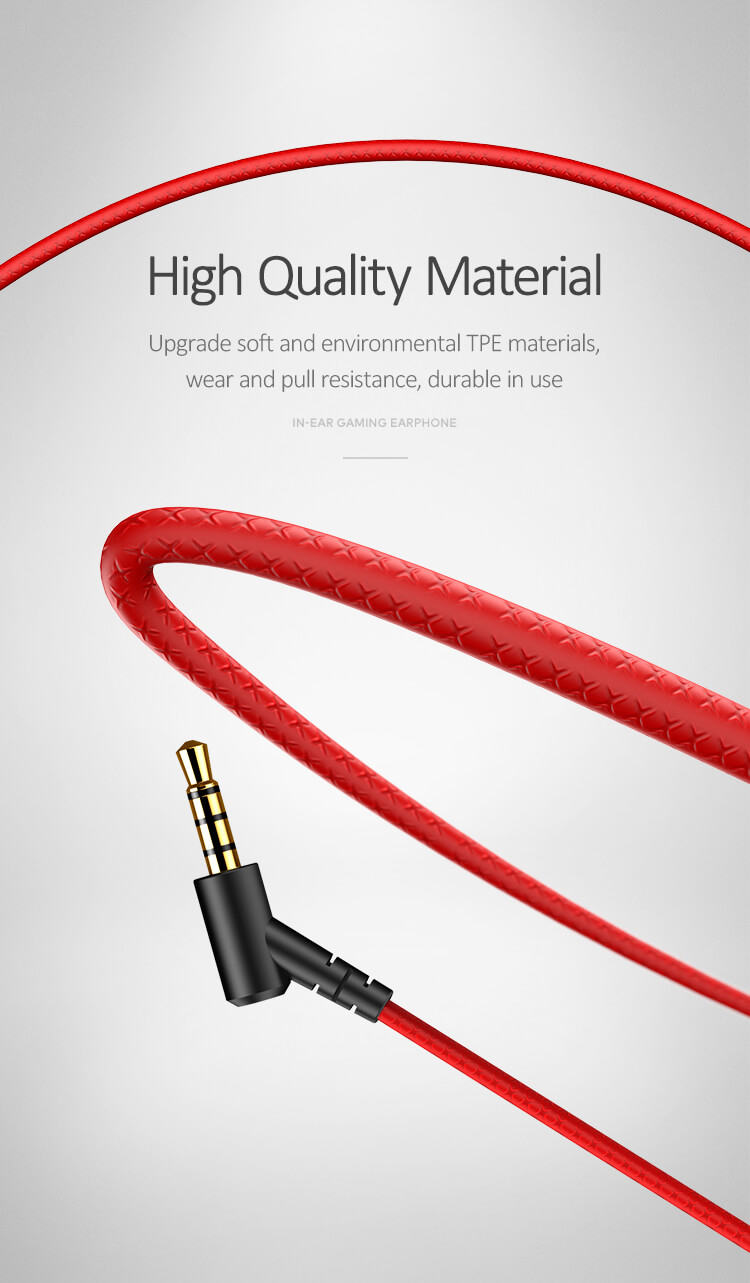 High Quality Material
Upgrade soft and environmental TPE materials,
wear and pull resistance, durable in use
IN-EAR GAMING EARPHONE